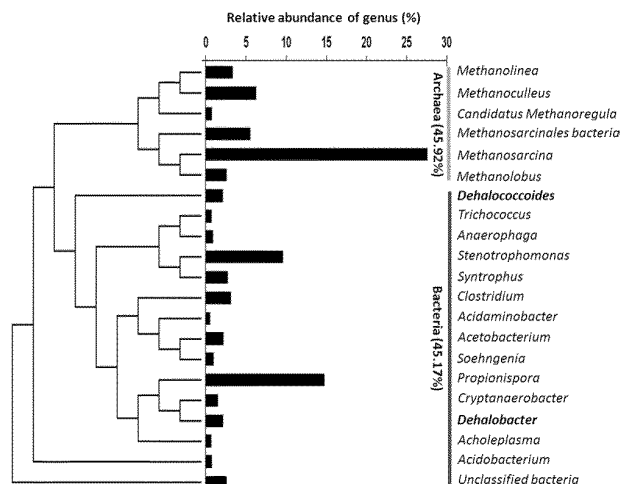 Relative abundance of genus (%)
0 5 10 15 20 25 30
Archaea (45.92%)
Bacteria (45.17%)
Methanolinea
Methanoculleus
Candidatus Methanoregula
Methanosarcinales bacteria
Methanosarcina
Methanolobus
Dehalococcoides
Trichococcus
Anaerophaga
Stenotrophomonas
Syntrophus
Clostridium
Acidaminobacter
Acetobacterium
Soehngenia
Propionispora
Cryptanaerobacter
Dehalobacter
Acholeplasma
Acidobacterium
Unclassified bacteria